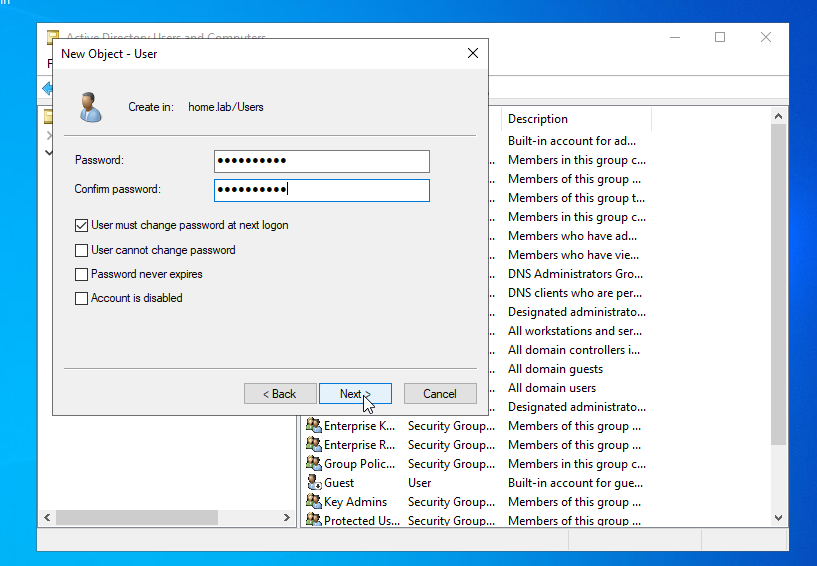 in
Active Directory Users and Computers
New Object - User
F
Create in: home.lab/Users
Password: ●●●●●●●●●●
Confirm password: ●●●●●●●●●●
User must change password at next logon
User cannot change password
Password never expires
Account is disabled
< Back Next > Cancel
Description
Built-in account for ad...
.. Members in this group c...
.. Members of this group ...
.. Members of this group t...
.. Members in this group c...
.. Members who have ad...
.. Members who have vie...
.. DNS Administrators Gro...
.. DNS clients who are per...
.. Designated administrato...
.. All workstations and ser...
.. All domain controllers i...
.. All domain guests
.. All domain users
.. Designated administrato...
Enterprise K... Security Group... Members of this group ...
Enterprise R... Security Group... Members of this group ...
Group Polic... Security Group... Members in this group c...
Guest User Built-in account for gue...
Key Admins Security Group... Members of this group ...
Protected Us... Security Group... Members of this group ...